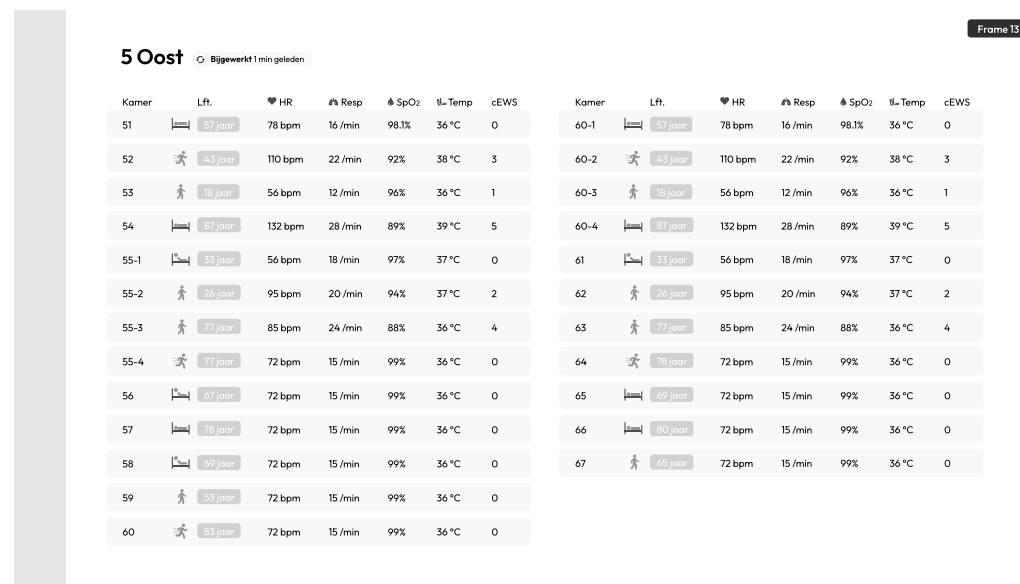 Frame 13
5 Oost Bijgewerkt 1 min geleden
Kamer Lft. HR Resp SpO2 Temp cEWS
51 57 jaar 78 bpm 16 /min 98.1% 36 °C 0
52 43 jaar 110 bpm 22 /min 92% 38 °C 3
53 18 jaar 56 bpm 12 /min 96% 36 °C 1
54 87 jaar 132 bpm 28 /min 89% 39 °C 5
55-1 33 jaar 56 bpm 18 /min 97% 37 °C 0
55-2 26 jaar 95 bpm 20 /min 94% 37 °C 2
55-3 77 jaar 85 bpm 24 /min 88% 36 °C 4
55-4 77 jaar 72 bpm 15 /min 99% 36 °C 0
56 67 jaar 72 bpm 15 /min 99% 36 °C 0
57 78 jaar 72 bpm 15 /min 99% 36 °C 0
58 69 jaar 72 bpm 15 /min 99% 36 °C 0
59 53 jaar 72 bpm 15 /min 99% 36 °C 0
60 83 jaar 72 bpm 15 /min 99% 36 °C 0
Kamer Lft. HR Resp SpO2 Temp cEWS
60-1 57 jaar 78 bpm 16 /min 98.1% 36 °C 0
60-2 43 jaar 110 bpm 22 /min 92% 38 °C 3
60-3 18 jaar 56 bpm 12 /min 96% 36 °C 1
60-4 87 jaar 132 bpm 28 /min 89% 39 °C 5
61 33 jaar 56 bpm 18 /min 97% 37 °C 0
62 26 jaar 95 bpm 20 /min 94% 37 °C 2
63 77 jaar 85 bpm 24 /min 88% 36 °C 4
64 78 jaar 72 bpm 15 /min 99% 36 °C 0
65 69 jaar 72 bpm 15 /min 99% 36 °C 0
66 80 jaar 72 bpm 15 /min 99% 36 °C 0
67 65 jaar 72 bpm 15 /min 99% 36 °C 0